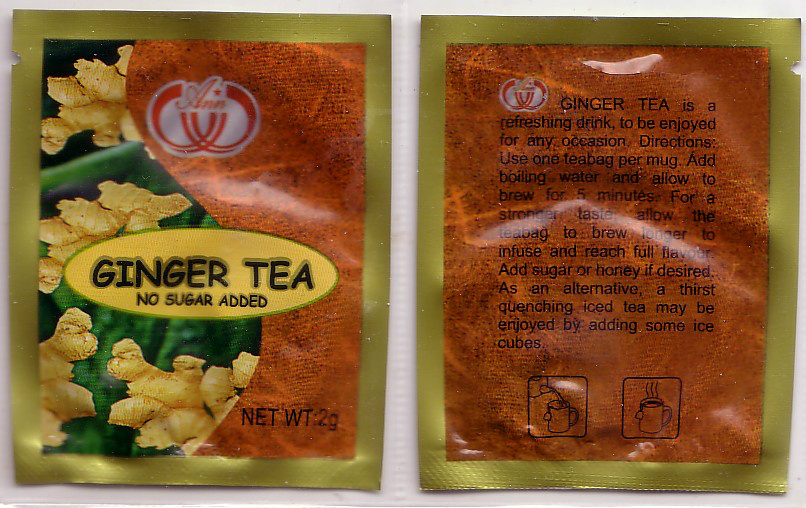 Ann
GINGER TEA
NO SUGAR ADDED
NET WT:2g
Ann
GINGER TEA is a
refreshing drink, to be enjoyed
for any occasion. Directions:
Use one teabag per mug. Add
boiling water and allow to
brew for 5 minutes. For a
stronger taste, allow the
teabag to brew longer to
infuse and reach full flavour.
Add sugar or honey if desired.
As an alternative, a thirst
quenching iced tea may be
enjoyed by adding some ice
cubes.